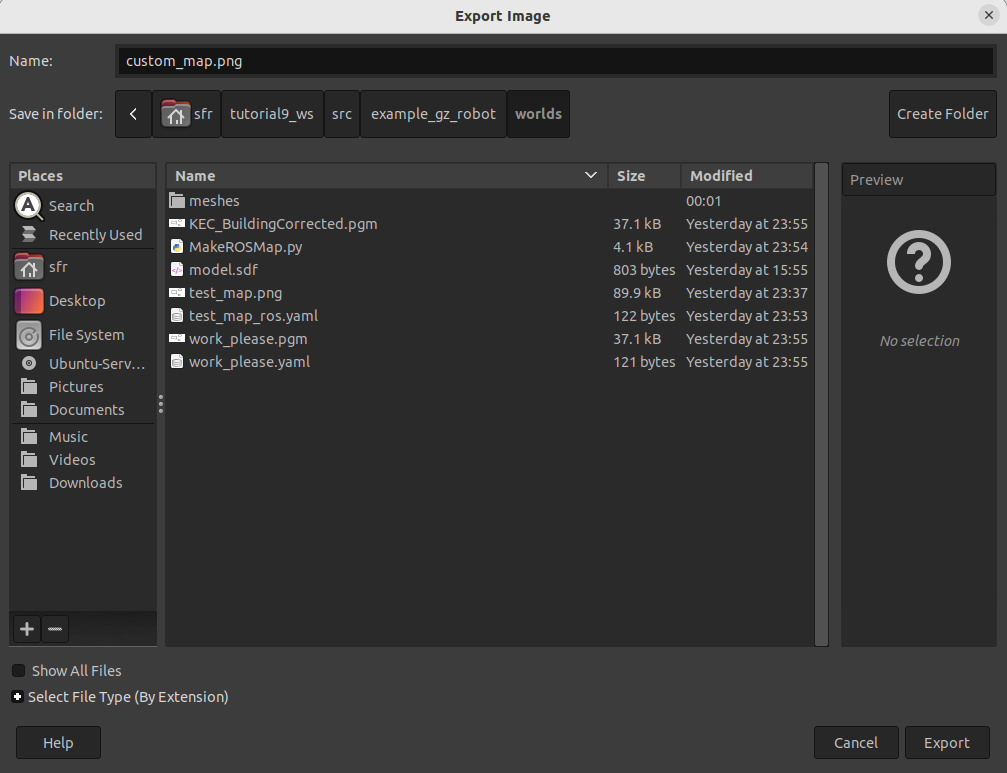 Export Image
Name: custom_map.png
Save in folder: sfr tutorial9_ws src example_gz_robot worlds Create Folder
Places Name Size Modified Preview
Search meshes 00:01
Recently Used KEC_BuildingCorrected.pgm 37.1 kB Yesterday at 23:55
MakeROSMap.py 4.1 kB Yesterday at 23:54
sfr model.sdf 803 bytes Yesterday at 15:55
Desktop test_map.png 89.9 kB Yesterday at 23:37
test_map_ros.yaml 122 bytes Yesterday at 23:53
File System work_please.pgm 37.1 kB Yesterday at 23:55 No selection
Ubuntu-Serv… work_please.yaml 121 bytes Yesterday at 23:55
Pictures
Documents
Music
Videos
Downloads
Show All Files
Select File Type (By Extension)
Help Cancel Export